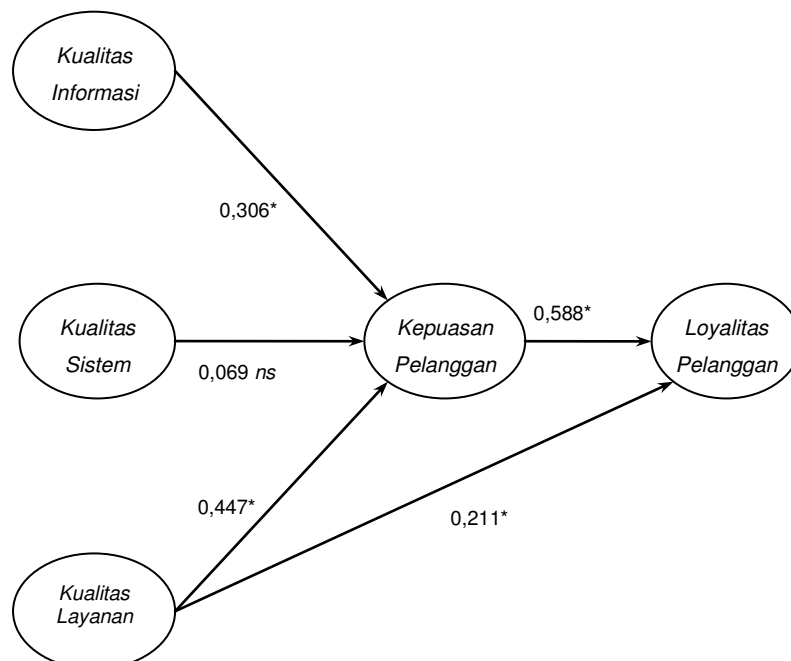 Kualitas
Informasi
0,306*
Kualitas
Sistem
0,069 ns
Kepuasan
Pelanggan
0,588*
Loyalitas
Pelanggan
0,447*
0,211*
Kualitas
Layanan